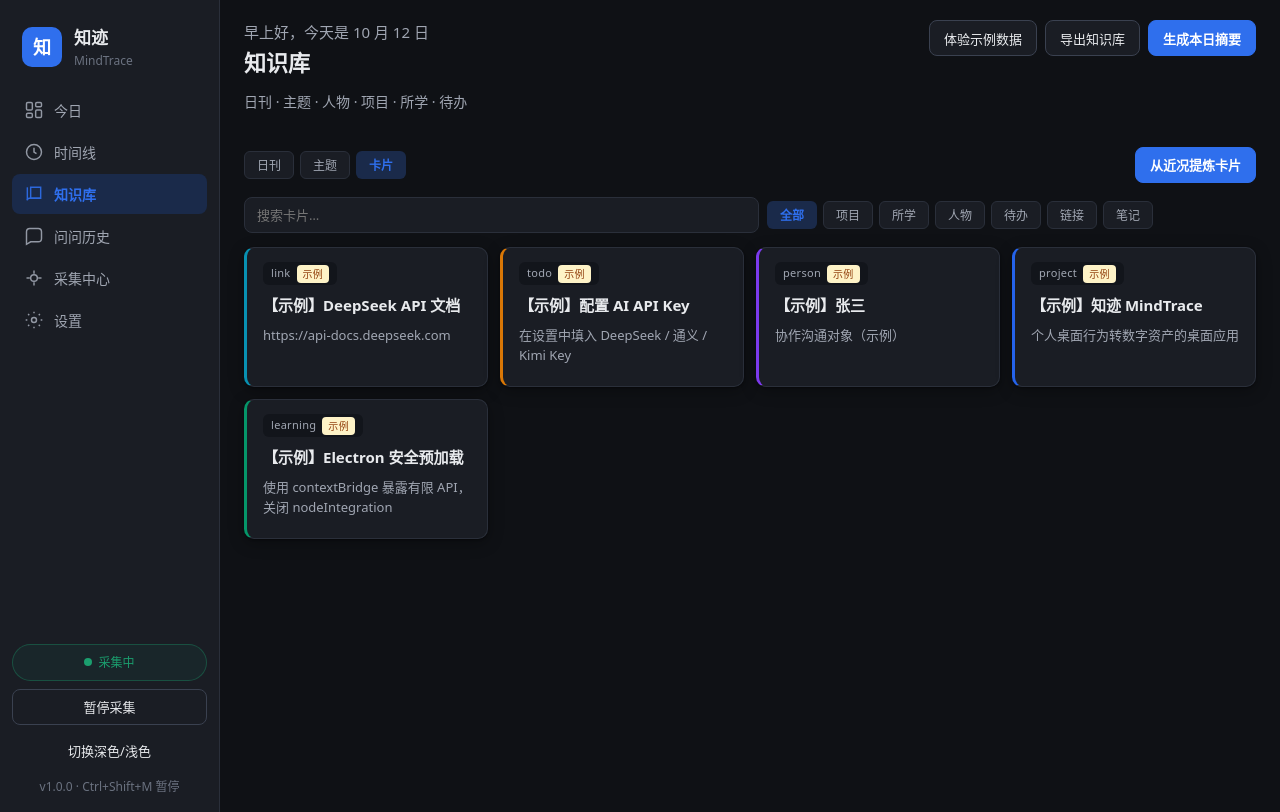 知
知迹
MindTrace
今日
时间线
知识库
问问历史
采集中心
设置
采集中
暂停采集
切换深色/浅色
v1.0.0 · Ctrl+Shift+M 暂停
早上好，今天是 10 月 12 日
知识库
日刊 · 主题 · 人物 · 项目 · 所学 · 待办
体验示例数据
导出知识库
生成本日摘要
日刊
主题
卡片
从近况提炼卡片
搜索卡片...
全部
项目
所学
人物
待办
链接
笔记
link 示例
【示例】DeepSeek API 文档
https://api-docs.deepseek.com
todo 示例
【示例】配置 AI API Key
在设置中填入 DeepSeek / 通义 /
Kimi Key
person 示例
【示例】张三
协作沟通对象（示例）
project 示例
【示例】知迹 MindTrace
个人桌面行为转数字资产的桌面应用
learning 示例
【示例】Electron 安全预加载
使用 contextBridge 暴露有限 API，
关闭 nodeIntegration